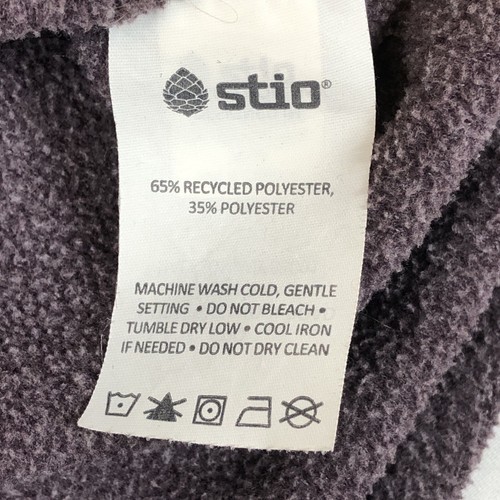 stio®
65% RECYCLED POLYESTER,
35% POLYESTER
MACHINE WASH COLD, GENTLE
SETTING • DO NOT BLEACH •
TUMBLE DRY LOW • COOL IRON
IF NEEDED • DO NOT DRY CLEAN